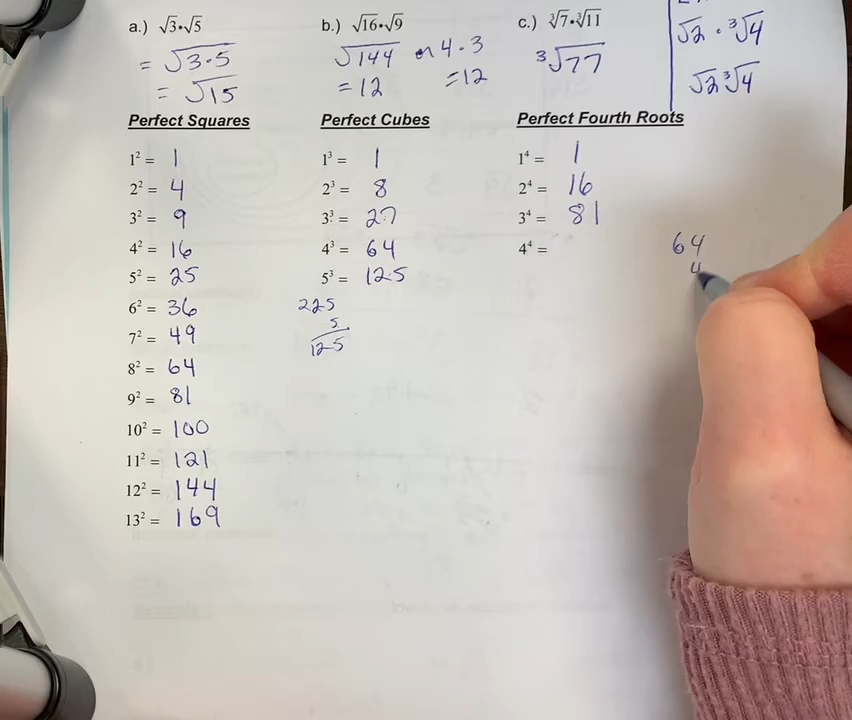 a.) √3•√5 b.) √16•√9 c.) ∛7•∛11
= √3·5 √144 or 4·3 ∛77 √2 · ∛4
= √15 = 12 = 12 √2 ∛4
Perfect Squares Perfect Cubes Perfect Fourth Roots
1² = 1 1³ = 1 1⁴ = 1
2² = 4 2³ = 8 2⁴ = 16
3² = 9 3³ = 27 3⁴ = 81
4² = 16 4³ = 64 4⁴ = 64
5² = 25 5³ = 125 4
6² = 36 225
5
7² = 49 125
8² = 64
9² = 81
10² = 100
11² = 121
12² = 144
13² = 169